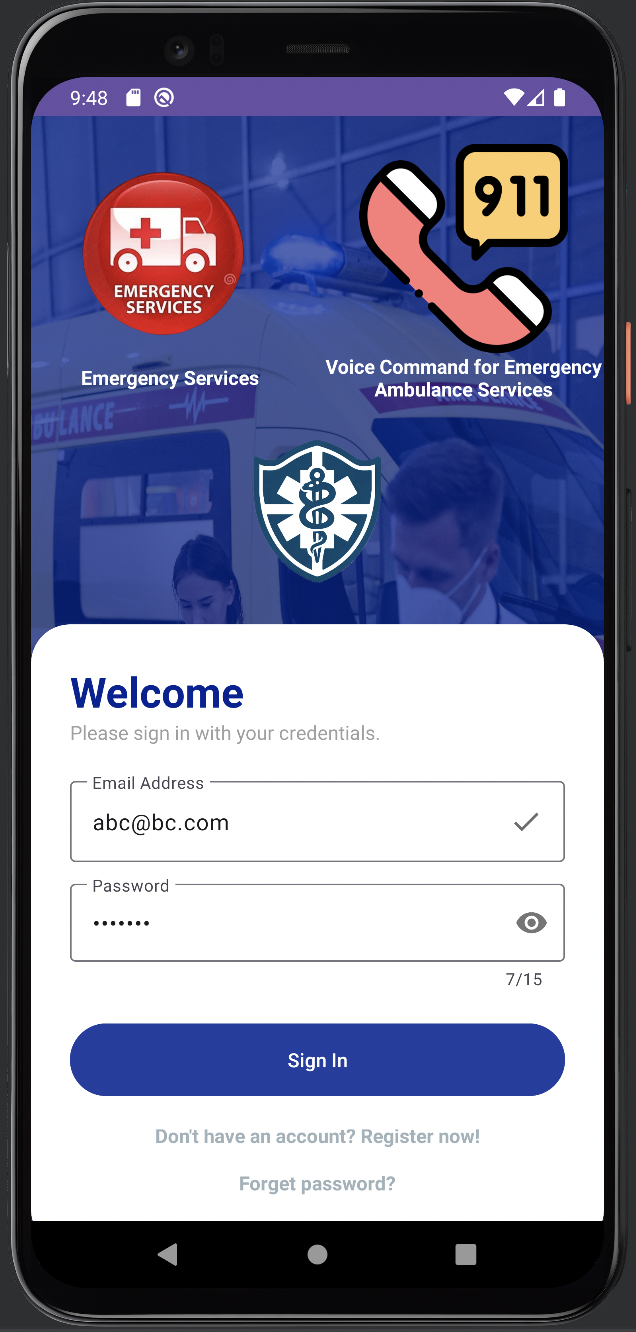 9:48
911
EMERGENCY
SERVICES
Emergency Services
Voice Command for Emergency
Ambulance Services
AMBULANCE
Welcome
Please sign in with your credentials.
Email Address
abc@bc.com
Password
•••••••
7/15
Sign In
Don't have an account? Register now!
Forget password?